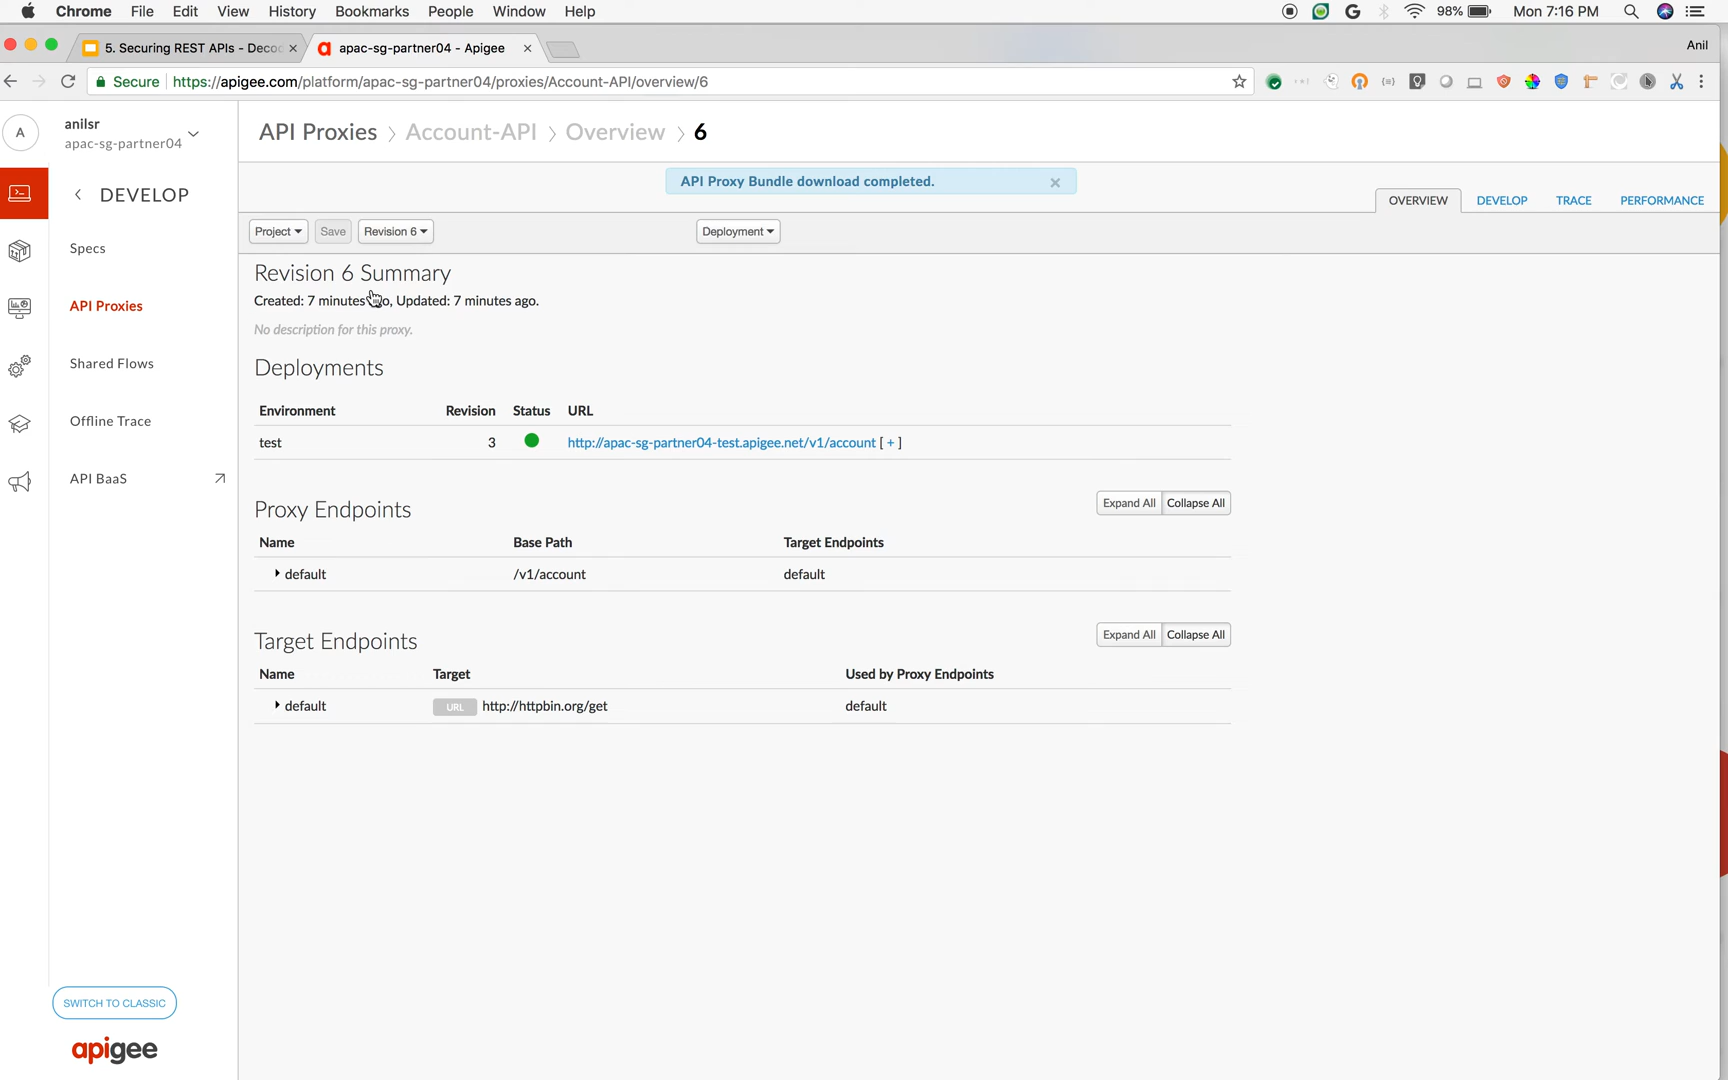 Chrome File Edit View History Bookmarks People Window Help 98% Mon 7:16 PM
5. Securing REST APIs - Deco
apac-sg-partner04 - Apigee
Anil
Secure https://apigee.com/platform/apac-sg-partner04/proxies/Account-API/overview/6
A
anilsr
apac-sg-partner04
API Proxies > Account-API > Overview > 6
API Proxy Bundle download completed.
DEVELOP
OVERVIEW DEVELOP TRACE PERFORMANCE
Project Save Revision 6 Deployment
Specs
API Proxies
Shared Flows
Offline Trace
API BaaS
Revision 6 Summary
Created: 7 minutes ago, Updated: 7 minutes ago.
No description for this proxy.
Deployments
Environment Revision Status URL
test 3 http://apac-sg-partner04-test.apigee.net/v1/account [ + ]
Proxy Endpoints
Expand All Collapse All
Name Base Path Target Endpoints
default /v1/account default
Target Endpoints
Expand All Collapse All
Name Target Used by Proxy Endpoints
default URL http://httpbin.org/get default
SWITCH TO CLASSIC
apigee